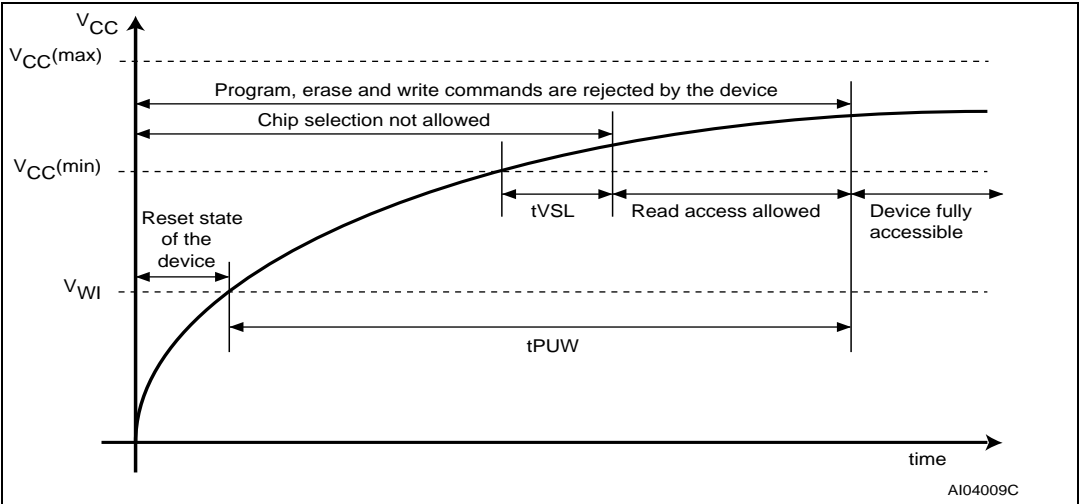 VCC
VCC(max)
Program, erase and write commands are rejected by the device
Chip selection not allowed
VCC(min)
tVSL
Read access allowed
Device fully
accessible
Reset state
of the
device
VWI
tPUW
time
AI04009C